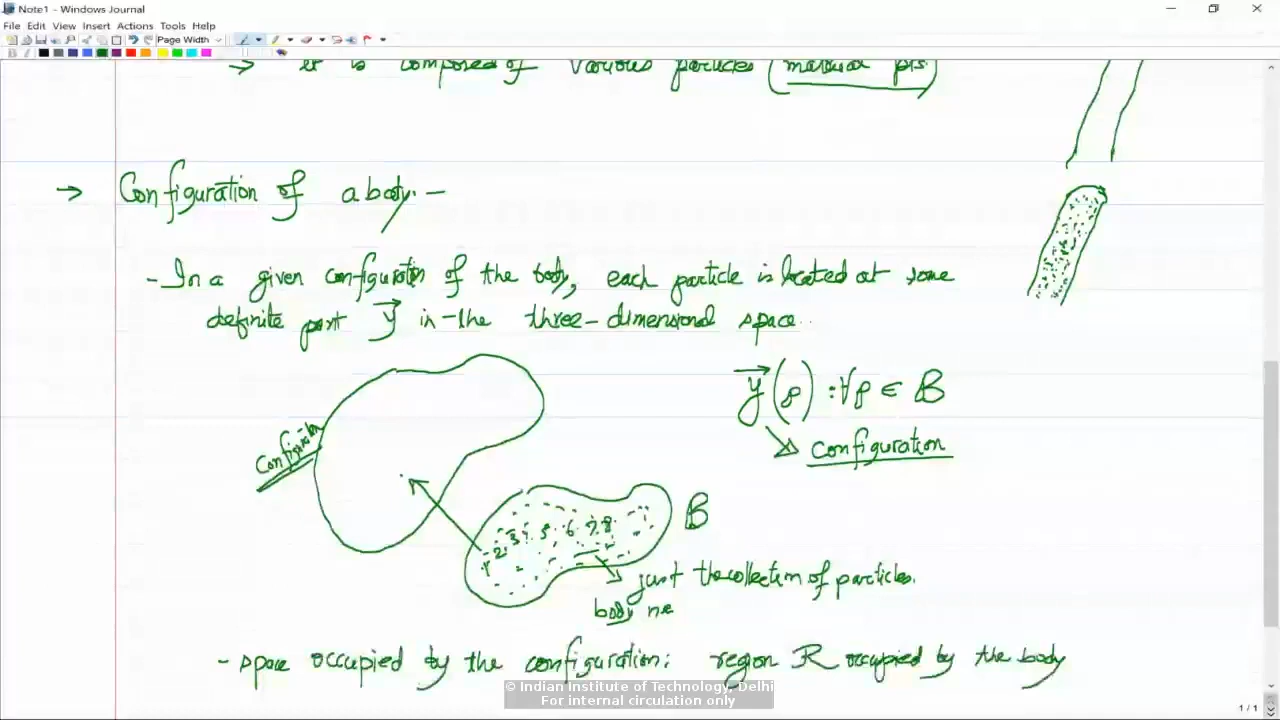 Note1 - Windows Journal
File Edit View Insert Actions Tools Help
Page Width
→ it is composed of various particles (material pts)
→ Configuration of a body. -
- In a given configuration of the body, each particle is located at some
definite point y in the three-dimensional space.
y(p) : ∀p ∈ B
configuration
Configuration
B
1 2 3 4 5 6 7 8
just the collection of particles.
body ne
- space occupied by the configuration: region R occupied by the body
© Indian Institute of Technology, Delhi
For internal circulation only
1 / 1